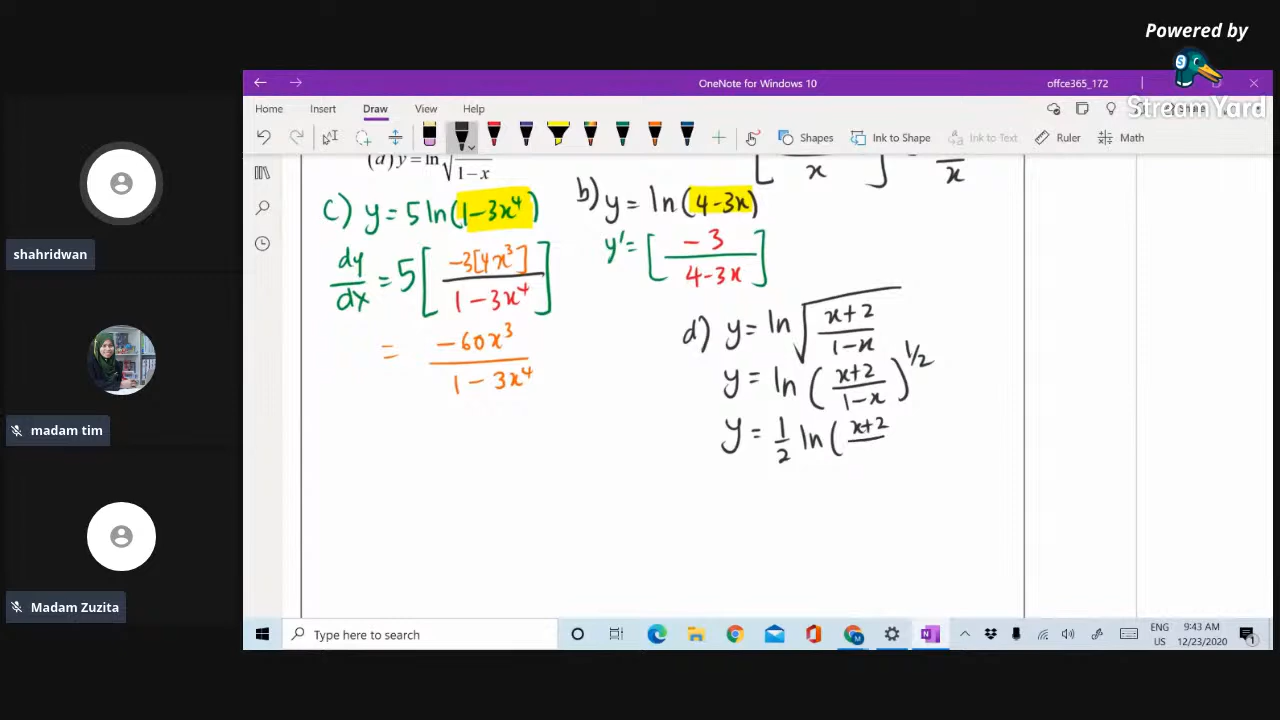 Powered by
StreamYard
OneNote for Windows 10
offce365_172
Home Insert Draw View Help
Shapes Ink to Shape Ink to Text Ruler Math
(d) y = ln √ 1 − x
x
x
c) y = 5 ln(1−3x⁴)
dy/dx = 5[ −3[4x³] / 1−3x⁴ ]
= −60x³ / 1 − 3x⁴
b) y = ln(4−3x)
y' = [ −3 / 4−3x ]
d) y = ln √ x+2 / 1−x
y = ln ( x+2 / 1−x )^1/2
y = 1/2 ln( x+2
shahridwan
madam tim
Madam Zuzita
Type here to search
ENG
US
9:43 AM
12/23/2020